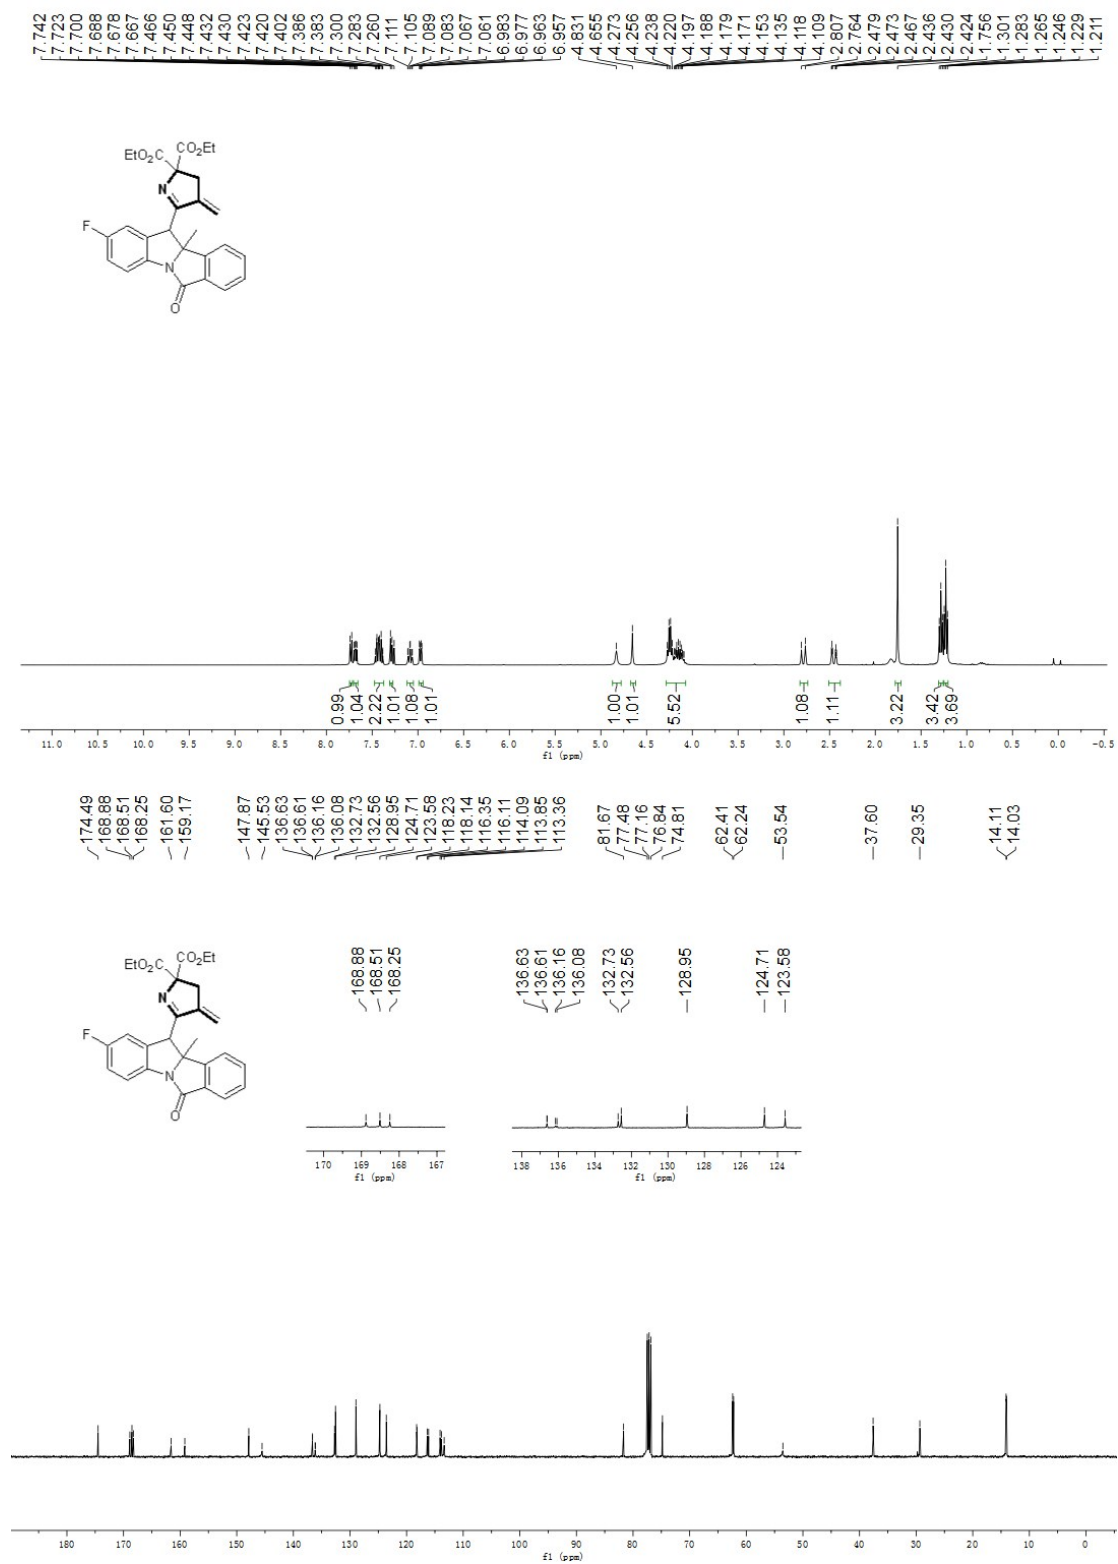 7.742 7.723 7.700 7.688 7.678 7.667 7.466 7.450 7.448 7.432 7.430 7.423 7.420 7.402 7.386 7.383 7.300 7.283 7.260 7.111 7.105 7.089 7.083 7.067 7.061 6.983 6.977 6.963 6.957 4.831 4.655 4.273 4.256 4.238 4.220 4.197 4.188 4.179 4.171 4.153 4.135 4.118 4.109 2.807 2.764 2.479 2.473 2.467 2.436 2.430 2.424 1.756 1.301 1.283 1.265 1.246 1.229 1.211
EtO2C CO2Et
N
F
N
O
0.99 1.04 2.22 1.01 1.08 1.01 1.00 1.01 5.52 1.08 1.11 3.22 3.42 3.69
11.0 10.5 10.0 9.5 9.0 8.5 8.0 7.5 7.0 6.5 6.0 5.5 5.0 4.5 4.0 3.5 3.0 2.5 2.0 1.5 1.0 0.5 0.0 -0.5
f1 (ppm)
174.49 168.88 168.51 168.25 161.60 159.17 147.87 145.53 136.63 136.61 136.16 136.08 132.73 132.56 128.95 124.71 123.58 118.23 118.14 116.35 116.11 114.09 113.85 113.36 81.67 77.48 77.16 76.84 74.81 62.41 62.24 53.54 37.60 29.35 14.11 14.03
EtO2C CO2Et
N
F
N
O
168.88 168.51 168.25 136.63 136.61 136.16 136.08 132.73 132.56 128.95 124.71 123.58
170 169 168 167 138 136 134 132 130 128 126 124
f1 (ppm) f1 (ppm)
180 170 160 150 140 130 120 110 100 90 80 70 60 50 40 30 20 10 0
f1 (ppm)